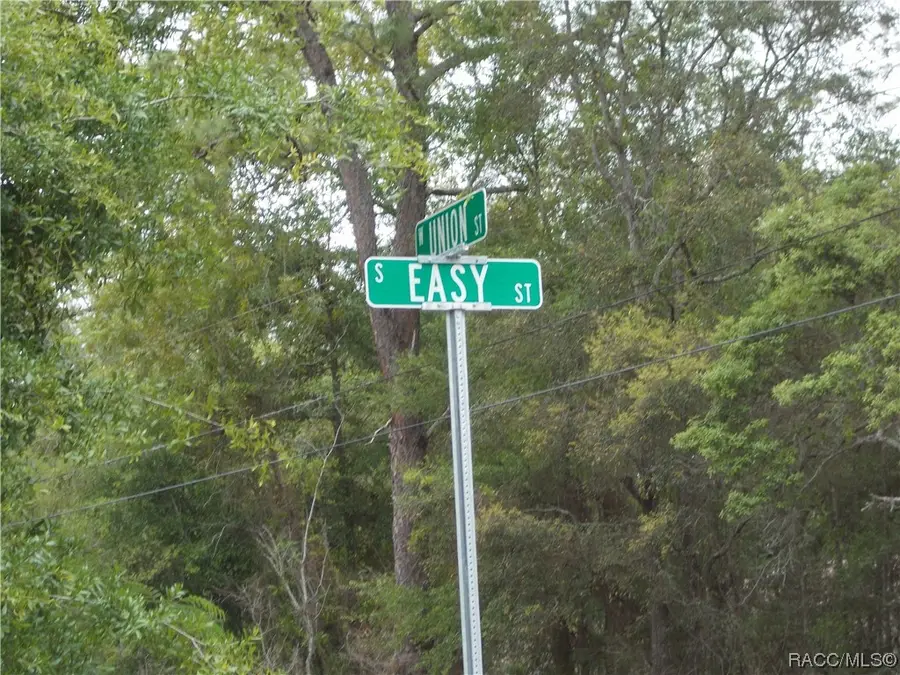 W UNION ST
S EASY ST
RACC/MLS©